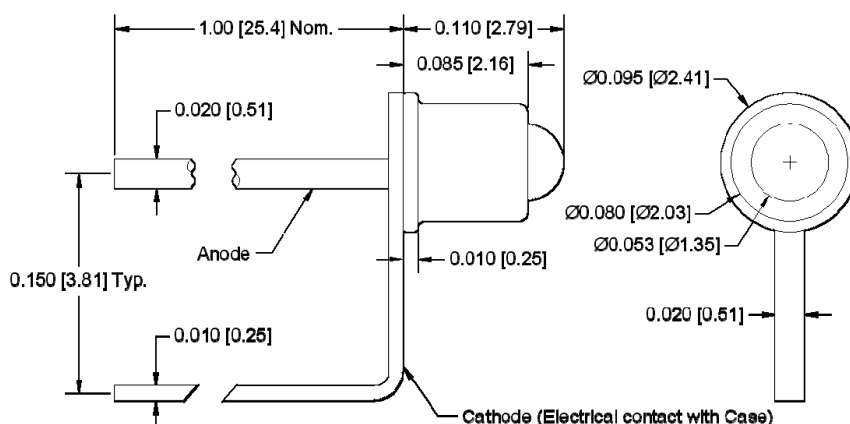 1.00 [25.4] Nom.
0.110 [2.79]
0.085 [2.16]
Ø0.095 [Ø2.41]
0.020 [0.51]
Ø0.080 [Ø2.03]
Ø0.053 [Ø1.35]
Anode
0.010 [0.25]
0.150 [3.81] Typ.
0.020 [0.51]
0.010 [0.25]
Cathode (Electrical contact with Case)